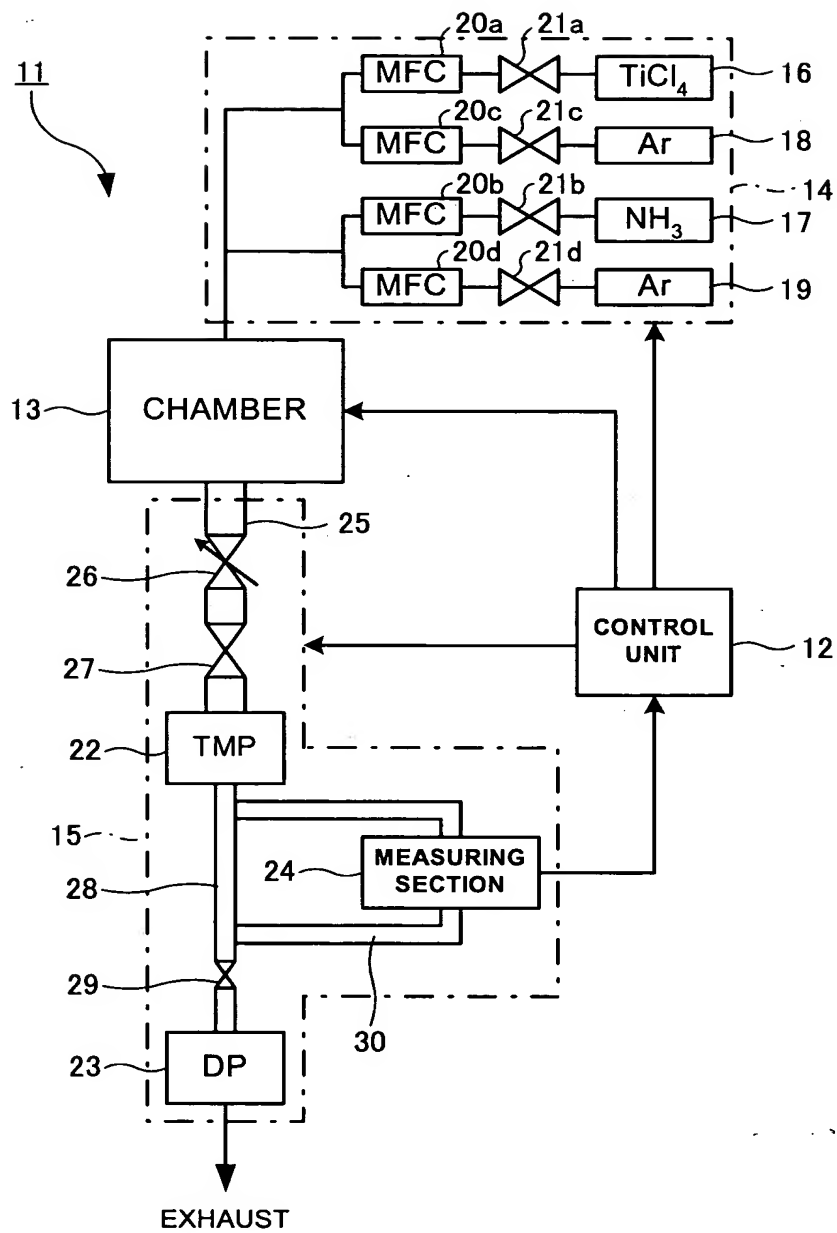 20a 21a
11
MFC TiCl₄ 16
20c 21c
MFC Ar 18
20b 21b
14
MFC NH₃ 17
20d 21d
MFC Ar 19
13 CHAMBER
25
26
CONTROL UNIT 12
27
22 TMP
15
24 MEASURING SECTION
28
29
30
23 DP
EXHAUST